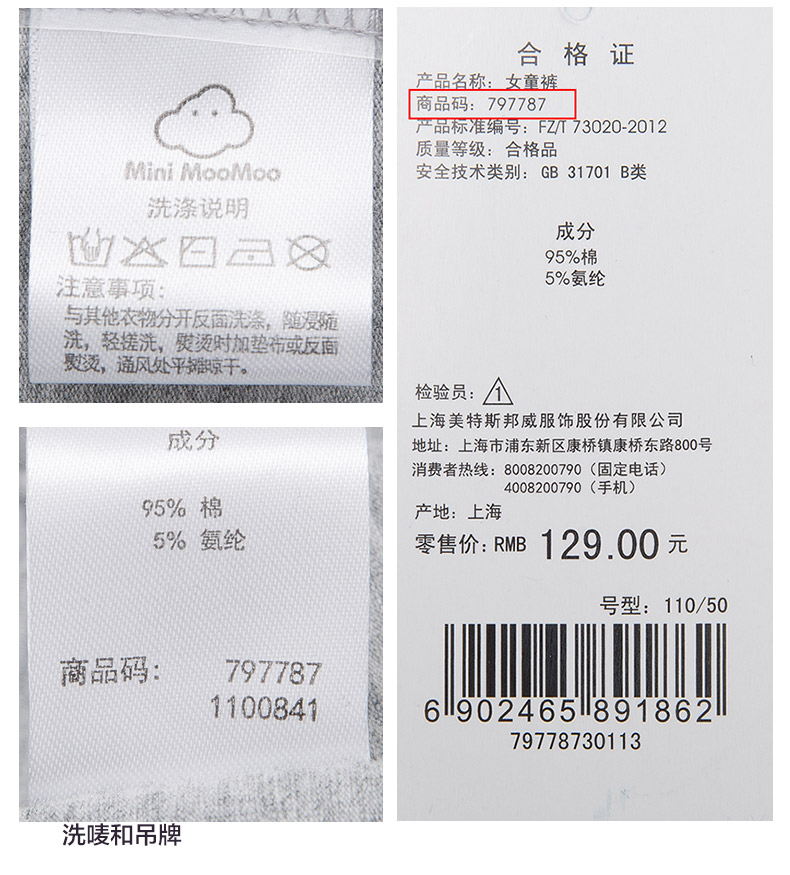 Mini MooMoo
洗涤说明
注意事项:
与其他衣物分开反面洗涤，随浸随
洗，轻搓洗，熨烫时加垫布或反面
熨烫，通风处平摊晾干。
成分
95% 棉
5% 氨纶
商品码: 797787
1100841
洗唛和吊牌
合格证
产品名称: 女童裤
商品码: 797787
产品标准编号: FZ/T 73020-2012
质量等级: 合格品
安全技术类别: GB 31701 B类
成分
95%棉
5%氨纶
检验员: 1
上海美特斯邦威服饰股份有限公司
地址: 上海市浦东新区康桥镇康桥东路800号
消费者热线: 8008200790（固定电话）
4008200790（手机）
产地: 上海
零售价: RMB 129.00 元
号型: 110/50
6 902465 891862
79778730113